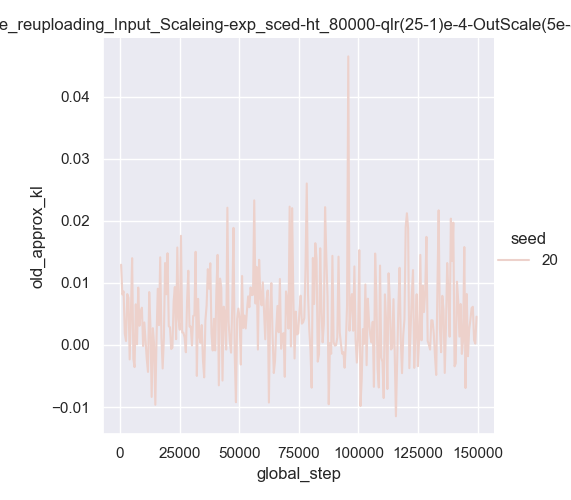 e_reuploading_Input_Scaleing-exp_sced-ht_80000-qlr(25-1)e-4-OutScale(5e-
0.04
0.03
0.02
0.01
0.00
−0.01
old_approx_kl
0 25000 50000 75000 100000 125000 150000
global_step
seed
20